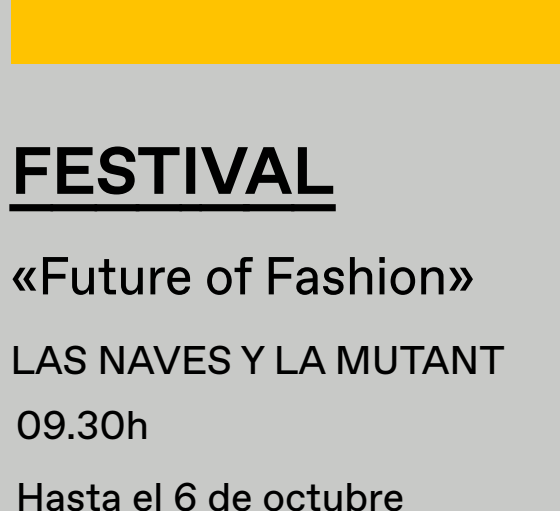 FESTIVAL
«Future of Fashion»
LAS NAVES Y LA MUTANT
09.30h
Hasta el 6 de octubre